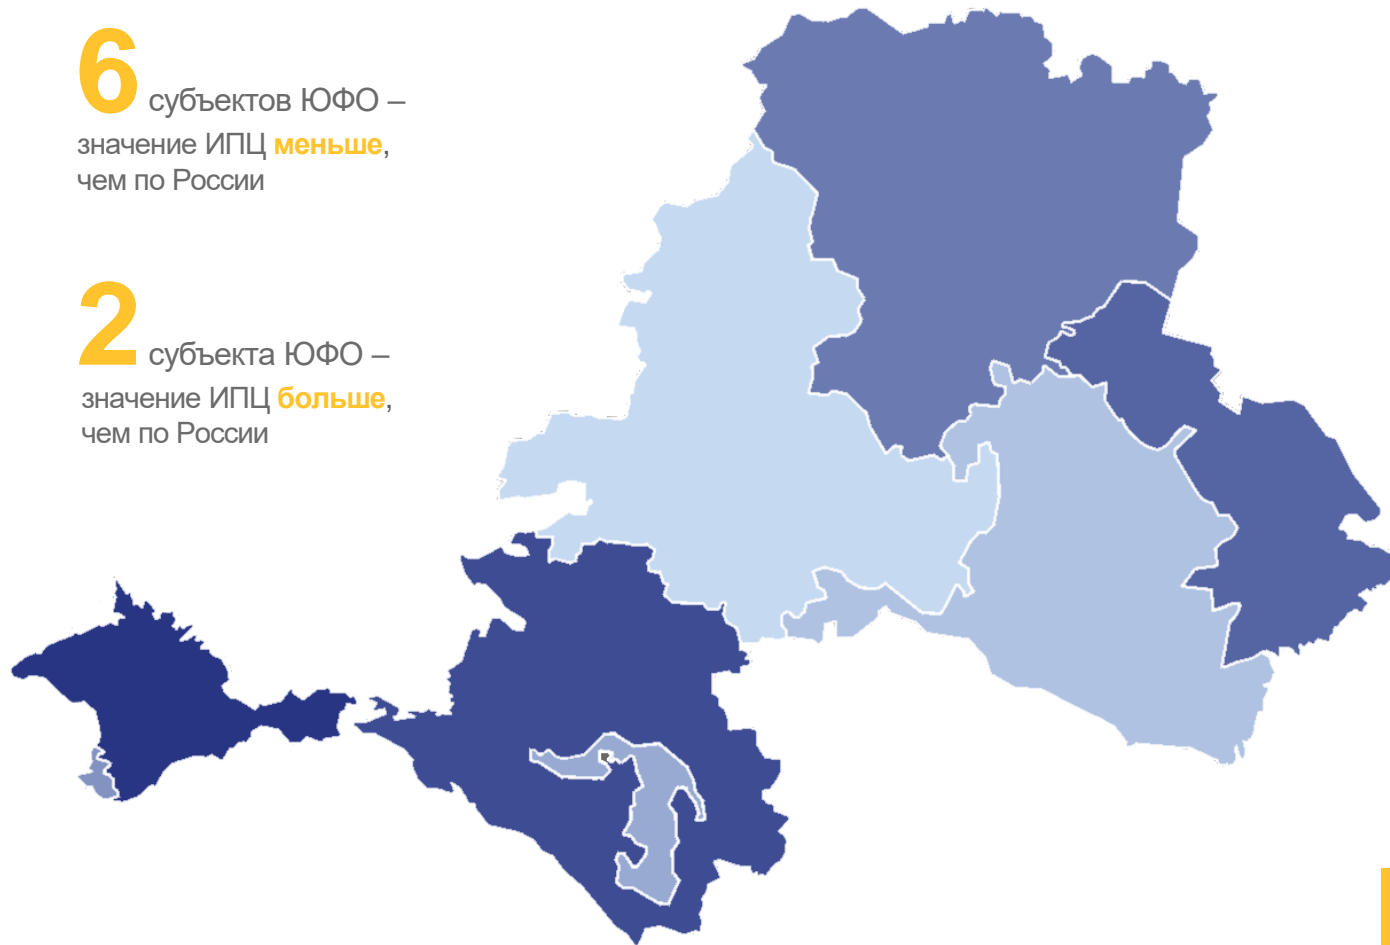 6 субъектов ЮФО –
значение ИПЦ меньше,
чем по России
2 субъекта ЮФО –
значение ИПЦ больше,
чем по России